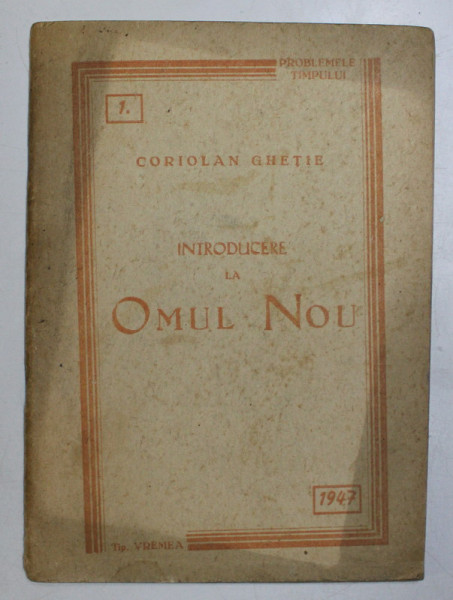 PROBLEMELE
TIMPULUI
1.
CORIOLAN GHEȚIE
INTRODUCERE
LA
OMUL NOU
1947
Tip. VREMEA